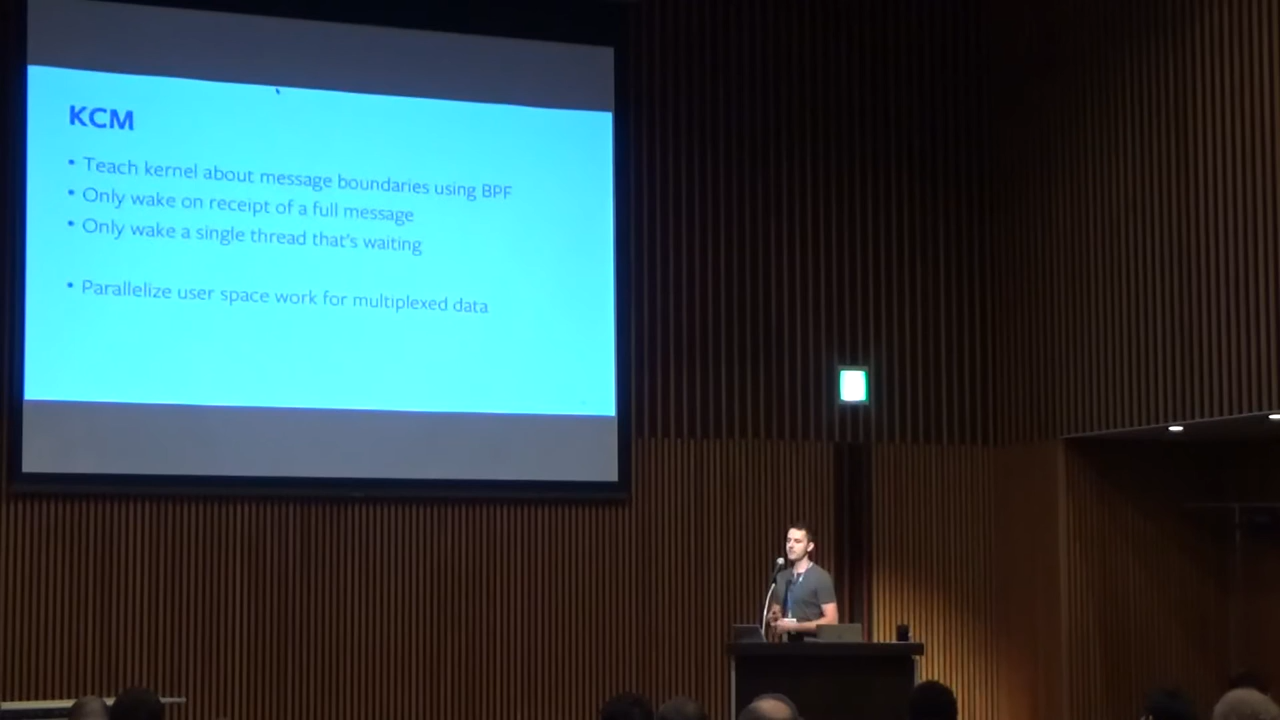 KCM
• Teach kernel about message boundaries using BPF
• Only wake on receipt of a full message
• Only wake a single thread that's waiting
• Parallelize user space work for multiplexed data